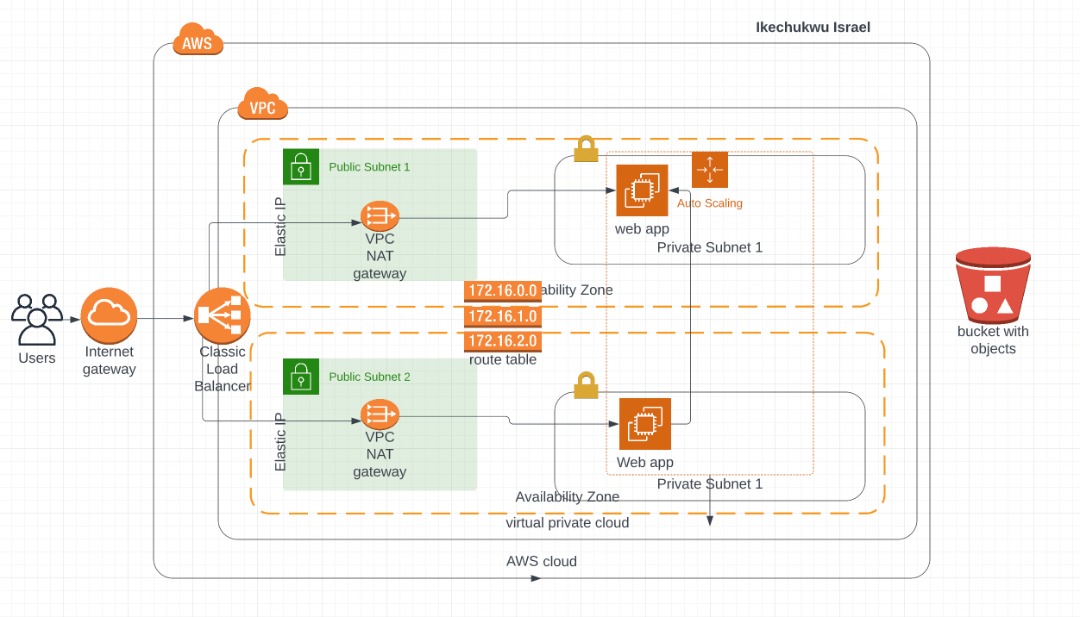 Ikechukwu Israel
AWS
VPC
Public Subnet 1
Elastic IP
VPC
NAT
gateway
web app
Auto Scaling
Private Subnet 1
172.16.0.0
ability Zone
172.16.1.0
172.16.2.0
route table
Users
Internet
gateway
Classic
Load
Balancer
bucket with
objects
Public Subnet 2
Elastic IP
VPC
NAT
gateway
Web app
Private Subnet 1
Availability Zone
virtual private cloud
AWS cloud